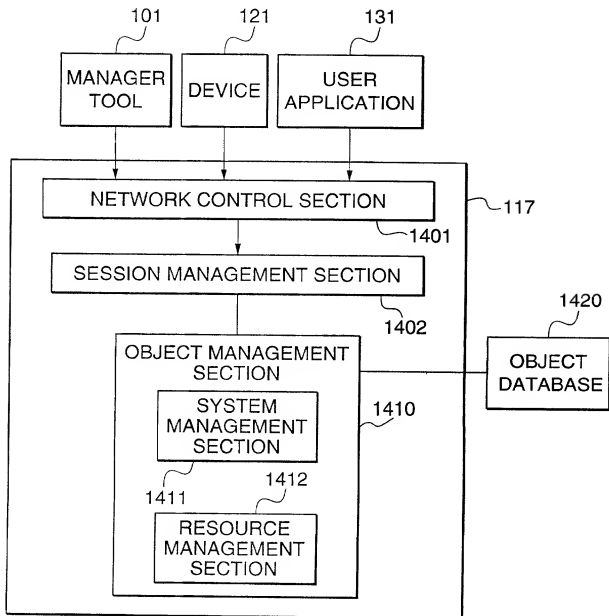 101
121
131
MANAGER
TOOL
DEVICE
USER
APPLICATION
NETWORK CONTROL SECTION
117
1401
SESSION MANAGEMENT SECTION
1402
1420
OBJECT MANAGEMENT
SECTION
OBJECT
DATABASE
SYSTEM
MANAGEMENT
SECTION
1410
1411
1412
RESOURCE
MANAGEMENT
SECTION